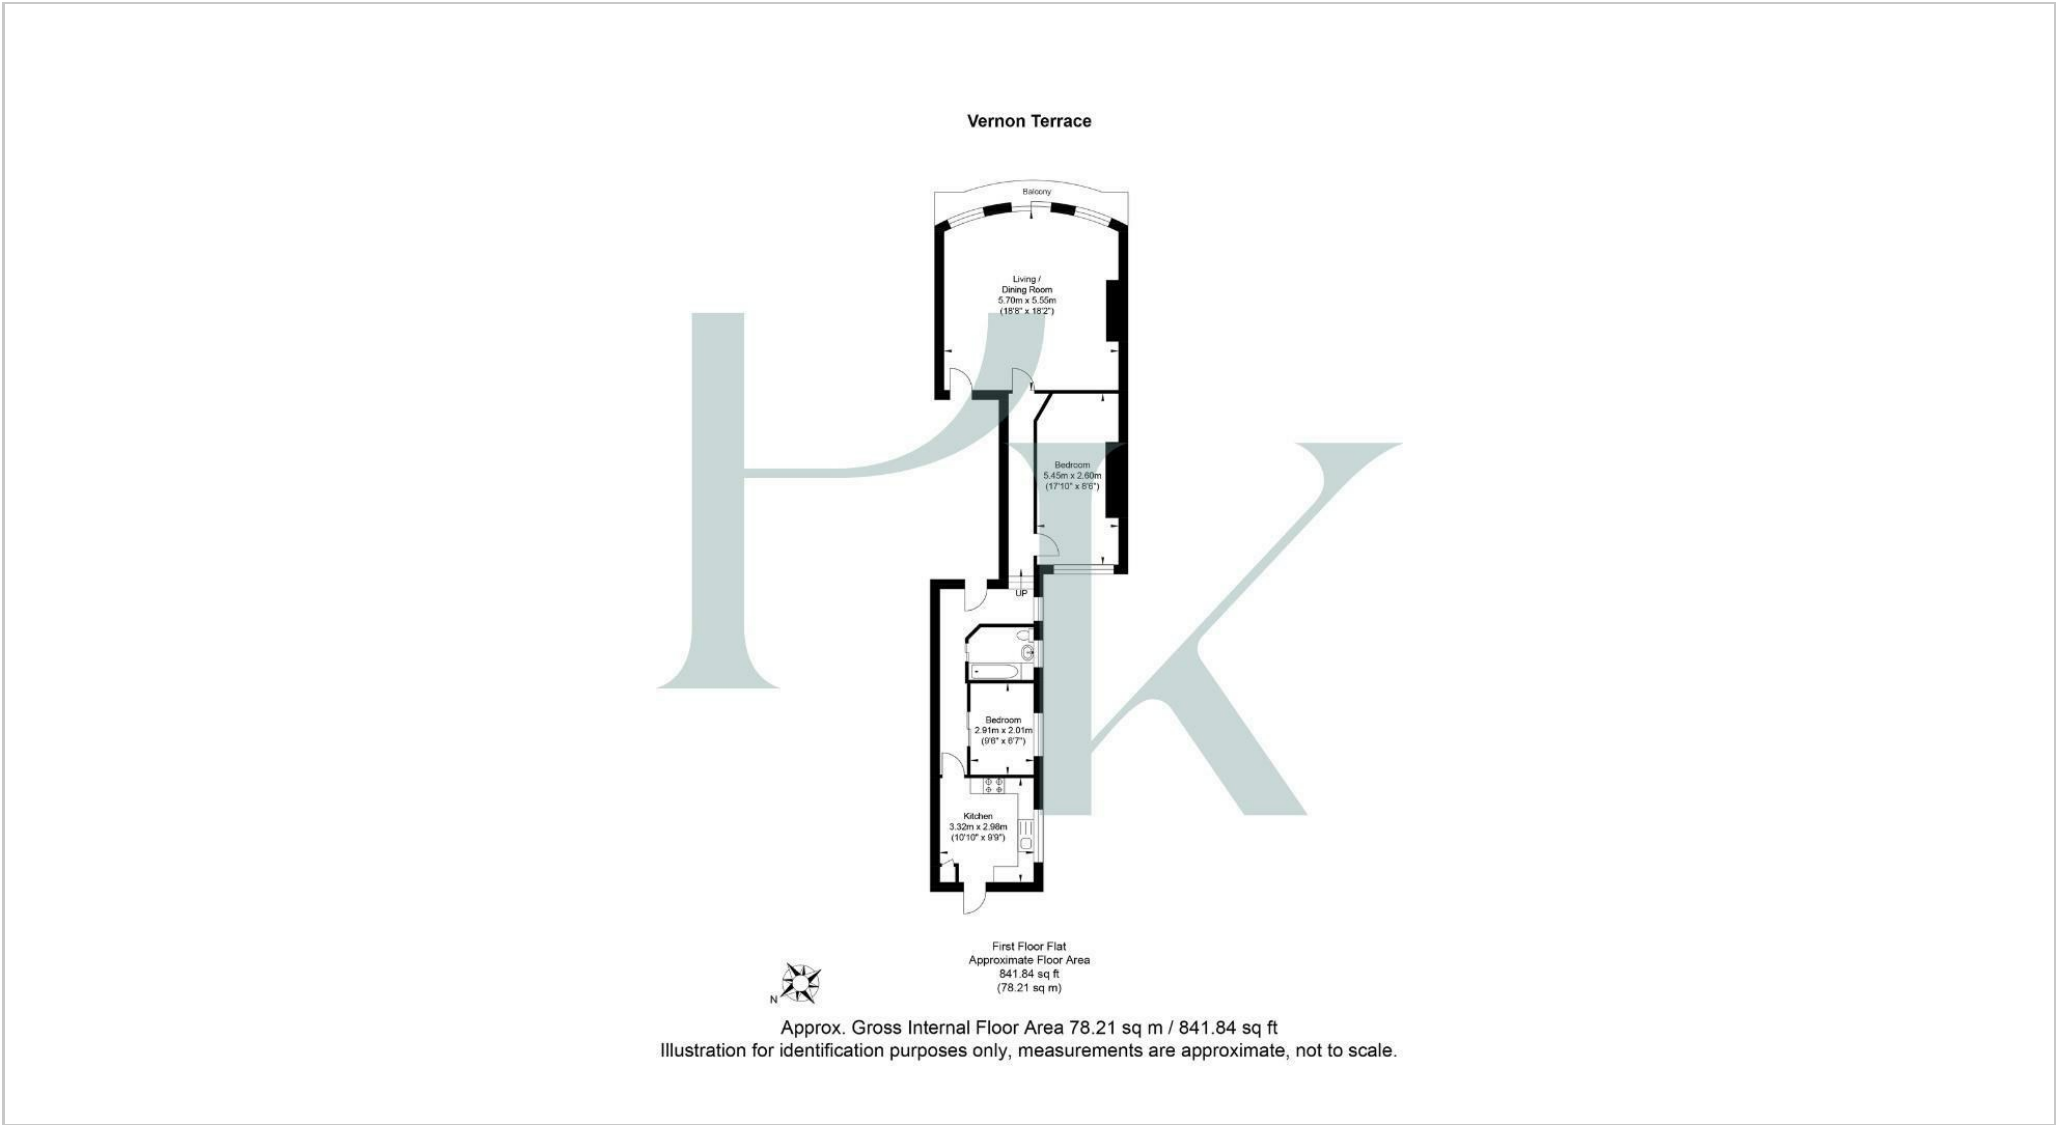 Vernon Terrace
Balcony
Living /
Dining Room
5.70m x 5.55m
(18'8" x 18'2")
Bedroom
5.45m x 2.60m
(17'10" x 8'6")
UP
Bedroom
2.91m x 2.01m
(9'6" x 6'7")
Kitchen
3.32m x 2.98m
(10'10" x 9'9")
First Floor Flat
Approximate Floor Area
841.84 sq ft
(78.21 sq m)
N
Approx. Gross Internal Floor Area 78.21 sq m / 841.84 sq ft
Illustration for identification purposes only, measurements are approximate, not to scale.